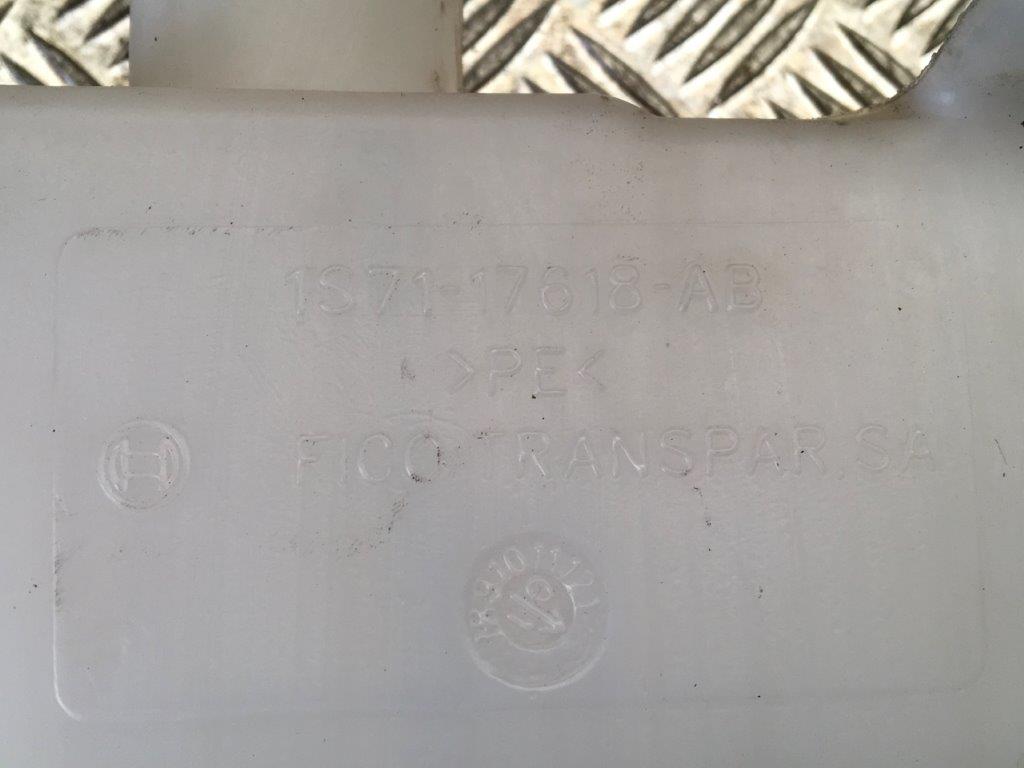 1S71-17618-AB
>PE<
FICO TRANSPAR.SA